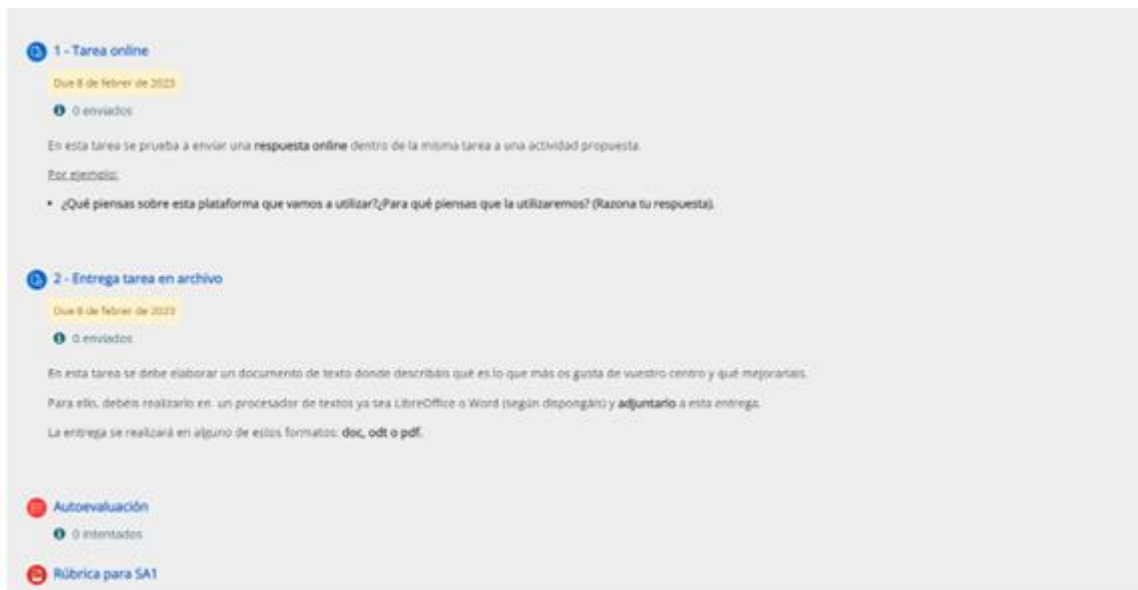 1 - Tarea online
Due 8 de febrer de 2023
0 enviados
En esta tarea se prueba a enviar una respuesta online dentro de la misma tarea a una actividad propuesta.
Por ejemplo:
• ¿Qué piensas sobre esta plataforma que vamos a utilizar?¿Para qué piensas que la utilizaremos? (Razona tu respuesta).
2 - Entrega tarea en archivo
Due 8 de febrer de 2023
0 enviados
En esta tarea se debe elaborar un documento de texto donde describáis qué es lo que más os gusta de vuestro centro y qué mejoraríais.
Para ello, debéis realizarlo en un procesador de textos ya sea LibreOffice o Word (según dispongáis) y adjuntarlo a esta entrega.
La entrega se realizará en alguno de estos formatos: doc, odt o pdf.
Autoevaluación
0 intentados
Rúbrica para SA1